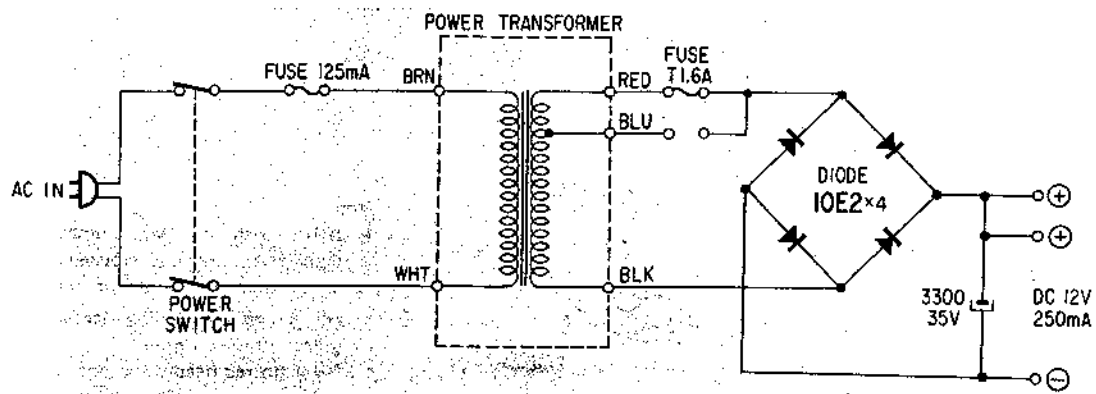 POWER TRANSFORMER
FUSE 125mA
BRN
RED
FUSE
T1.6A
BLU
AC IN
DIODE
10E2×4
WHT
BLK
POWER
SWITCH
3300
35V
DC 12V
250mA
+
+
−